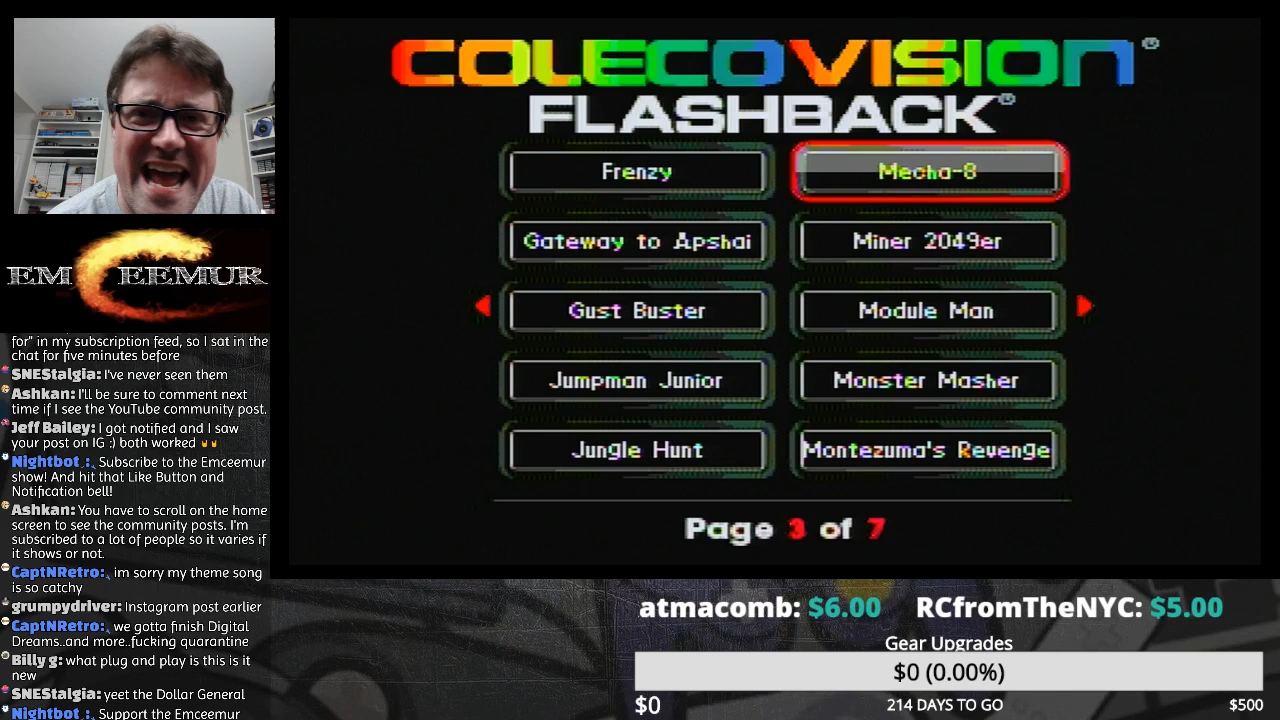 COLECOVISION®
FLASHBACK®
Frenzy
Mecha-8
Gateway to Apshai
Miner 2049er
Gust Buster
Module Man
Jumpman Junior
Monster Masher
Jungle Hunt
Montezuma's Revenge
Page 3 of 7
EMCEEMUR
in my subscription feed, so I sat in the
chat for five minutes before
SNEStalgia: I've never seen them
Ashkan: I'll be sure to comment next
if I see the YouTube community post.
Bailey: I got notified and I saw
your post on IG :) both worked 🙌
Nightbot : Subscribe to the Emceemur
show! And hit that Like Button and
Notification bell!
Ashkan: You have to scroll on the home
screen to see the community posts. I'm
subscribed to a lot of people so it varies if
it shows or not.
CaptNRetro: im sorry my theme song
is so catchy
grumpydriver: Instagram post earlier
CaptNRetro: we gotta finish Digital
Dreams..and more..fucking quarantine
Billy g: what plug and play is this is it
new
SNEStalgia: yeet the Dollar General
Nightbot : Support the Emceemur
atmacomb: $6.00 RCfromTheNYC: $5.00
Gear Upgrades
$0 (0.00%)
$0 214 DAYS TO GO $500